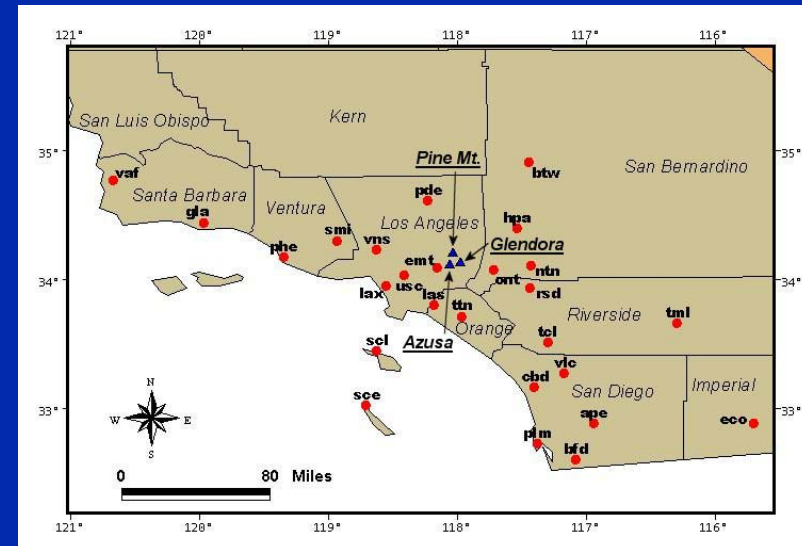 121° 120° 119° 118° 117° 116°
San Luis Obispo
Kern
35° 35°
Pine Mt.
btw
San Bernardino
vaf
Santa Barbara
pde
gla
Ventura
Los Angeles
hpa
smi
vns
Glendora
phe
emt
34° 34°
ont
ntn
usc
lax
las
rsd
ttn
Riverside
tml
Orange
Azusa
tcl
scl
vlc
cbd
San Diego
Imperial
sce
33° 33°
ape
eco
N
W E
S
plm
bfd
0 80 Miles
121° 120° 119° 118° 117° 116°